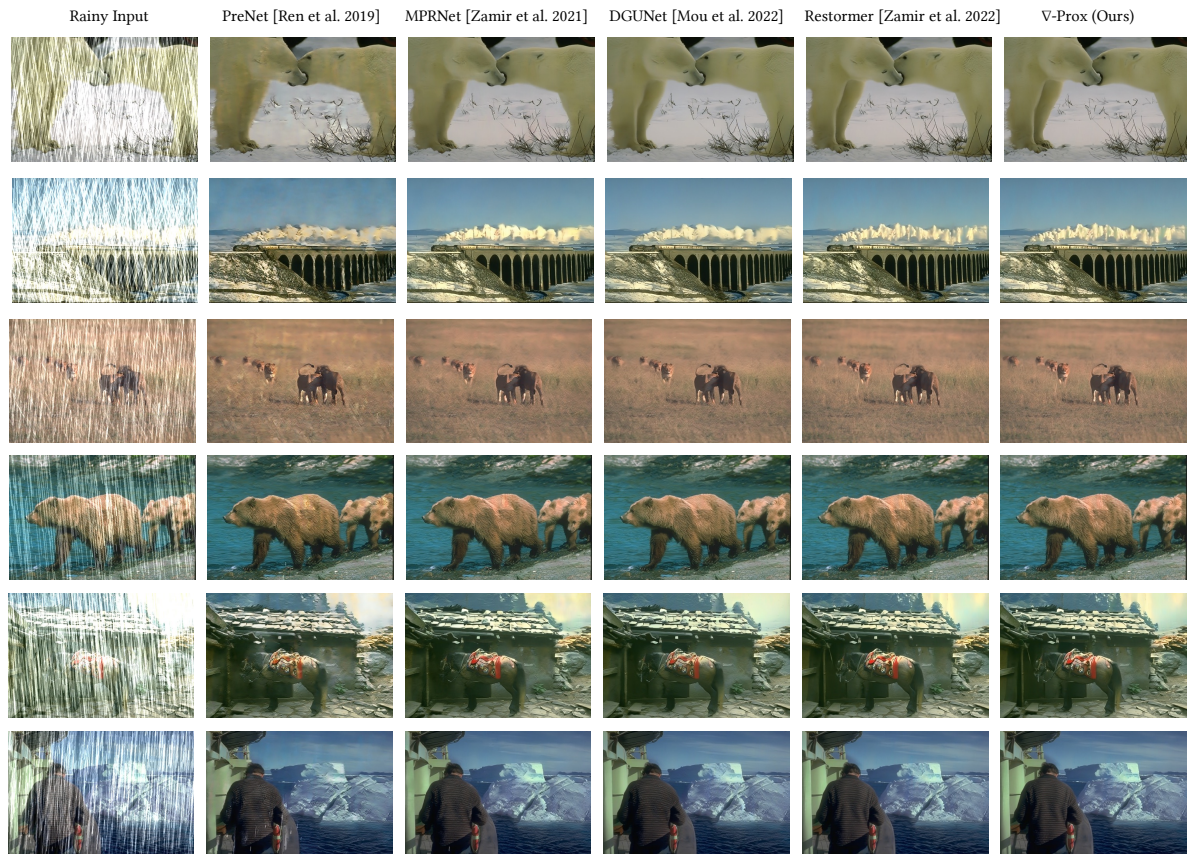 Rainy Input PreNet [Ren et al. 2019] MPRNet [Zamir et al. 2021] DGUNet [Mou et al. 2022] Restormer [Zamir et al. 2022] ∇-Prox (Ours)